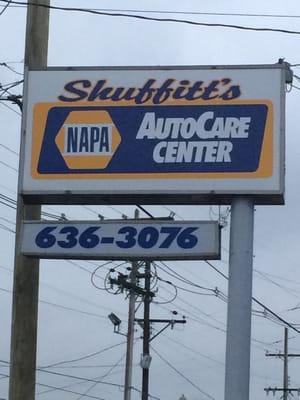 Shuffitt's
NAPA
AUTOCARE
CENTER
636-3076